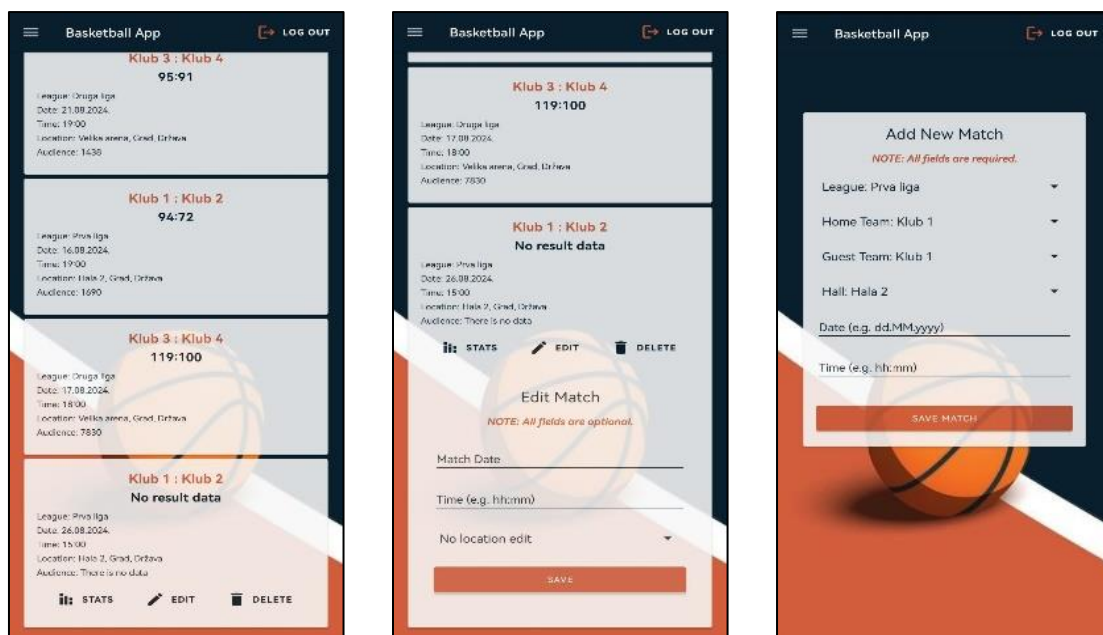 Basketball App
LOG OUT
Klub 3 : Klub 4
95:91
League: Druga liga
Date: 21.08.2024.
Time: 19:00
Location: Velika arena, Grad, Država
Audience: 1438
Klub 1 : Klub 2
94:72
League: Prva liga
Date: 16.08.2024.
Time: 19:00
Location: Hala 2, Grad, Država
Audience: 1690
Klub 3 : Klub 4
119:100
League: Druga liga
Date: 17.08.2024.
Time: 18:00
Location: Velika arena, Grad, Država
Audience: 7830
Klub 1 : Klub 2
No result data
League: Prva liga
Date: 26.08.2024.
Time: 15:00
Location: Hala 2, Grad, Država
Audience: There is no data
STATS EDIT DELETE
Basketball App
LOG OUT
Klub 3 : Klub 4
119:100
League: Druga liga
Date: 17.08.2024.
Time: 18:00
Location: Velika arena, Grad, Država
Audience: 7830
Klub 1 : Klub 2
No result data
League: Prva liga
Date: 26.08.2024.
Time: 15:00
Location: Hala 2, Grad, Država
Audience: There is no data
STATS EDIT DELETE
Edit Match
NOTE: All fields are optional.
Match Date
Time (e.g. hh:mm)
No location edit
SAVE
Basketball App
LOG OUT
Add New Match
NOTE: All fields are required.
League: Prva liga
Home Team: Klub 1
Guest Team: Klub 1
Hall: Hala 2
Date (e.g. dd.MM.yyyy)
Time (e.g. hh:mm)
SAVE MATCH